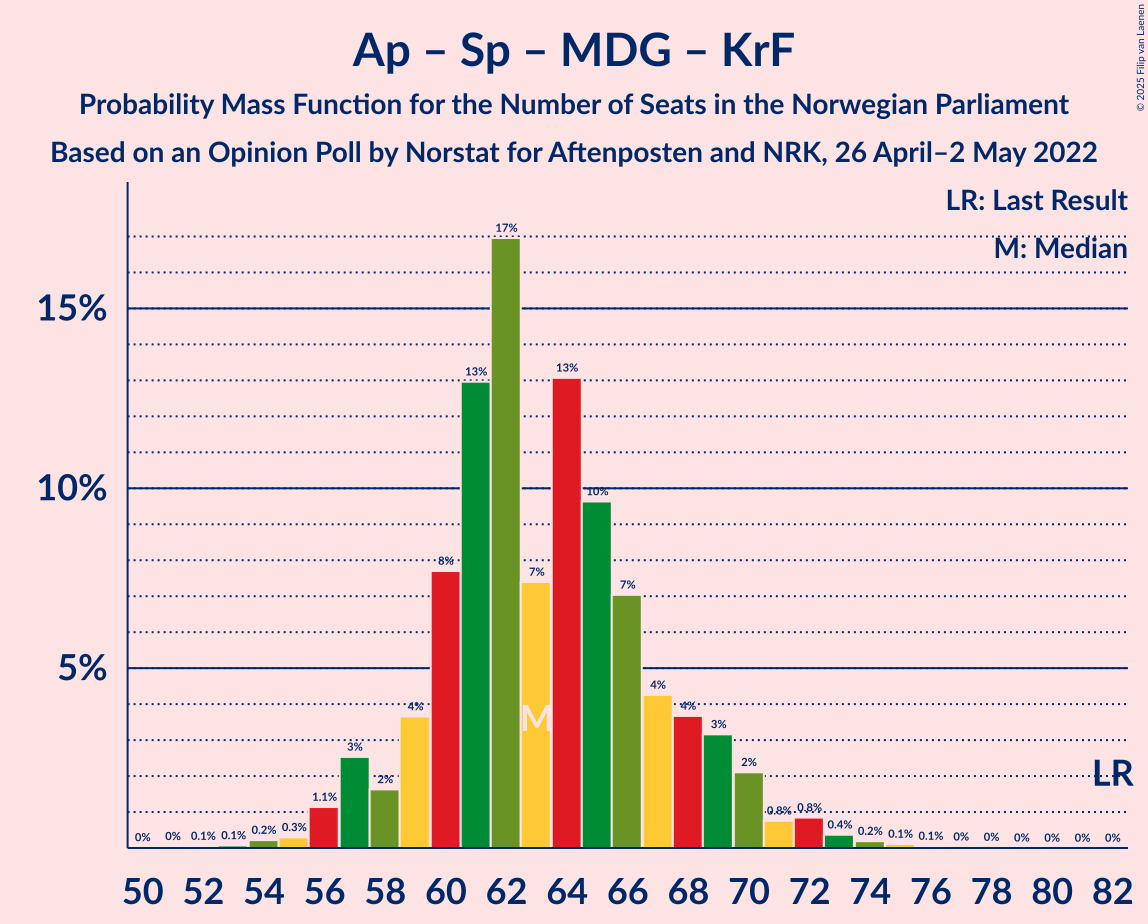 Ap – Sp – MDG – KrF
Probability Mass Function for the Number of Seats in the Norwegian Parliament
Based on an Opinion Poll by Norstat for Aftenposten and NRK, 26 April–2 May 2022
© 2025 Filip van Laenen
LR: Last Result
M: Median
15%
10%
5%
0% 0% 0.1% 0.1% 0.2% 0.3% 1.1% 3% 2% 4% 8% 13% 17% 7% 13% 10% 7% 4% 4% 3% 2% 0.8% 0.8% 0.4% 0.2% 0.1% 0.1% 0% 0% 0% 0% 0% 0%
M
LR
50 52 54 56 58 60 62 64 66 68 70 72 74 76 78 80 82